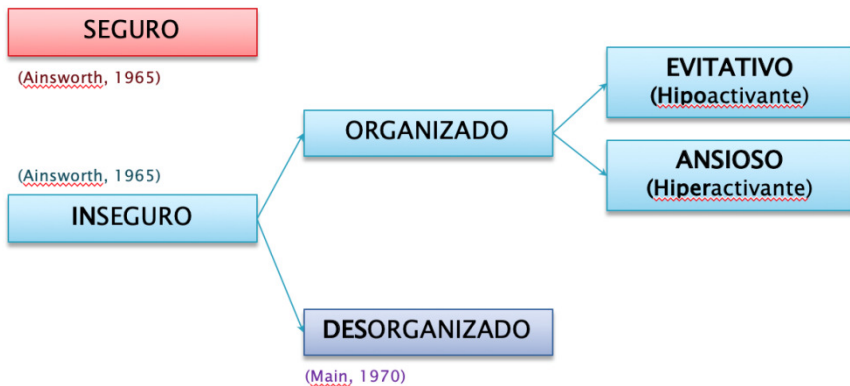 SEGURO
(Ainsworth, 1965)
(Ainsworth, 1965)
INSEGURO
ORGANIZADO
DESORGANIZADO
(Main, 1970)
EVITATIVO
(Hipoactivante)
ANSIOSO
(Hiperactivante)